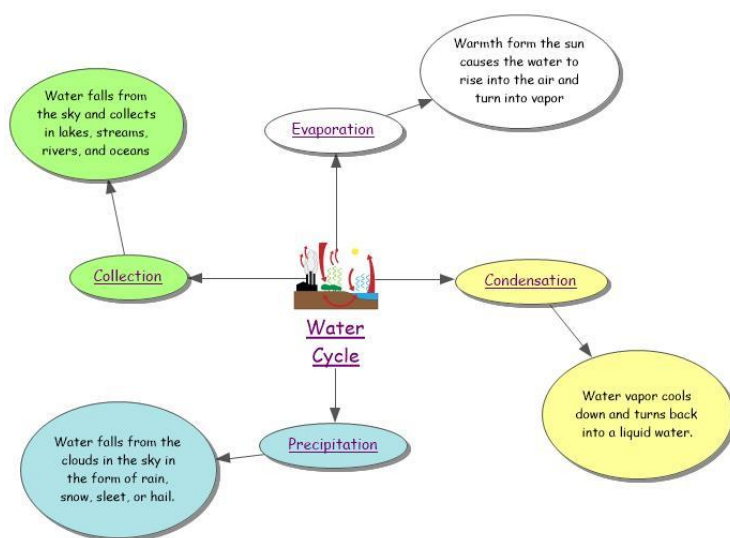 Warmth form the sun
causes the water to
rise into the air and
turn into vapor
Evaporation
Water falls from
the sky and collects
in lakes, streams,
rivers, and oceans
Collection
Condensation
Water
Cycle
Water vapor cools
down and turns back
into a liquid water.
Precipitation
Water falls from the
clouds in the sky in
the form of rain,
snow, sleet, or hail.